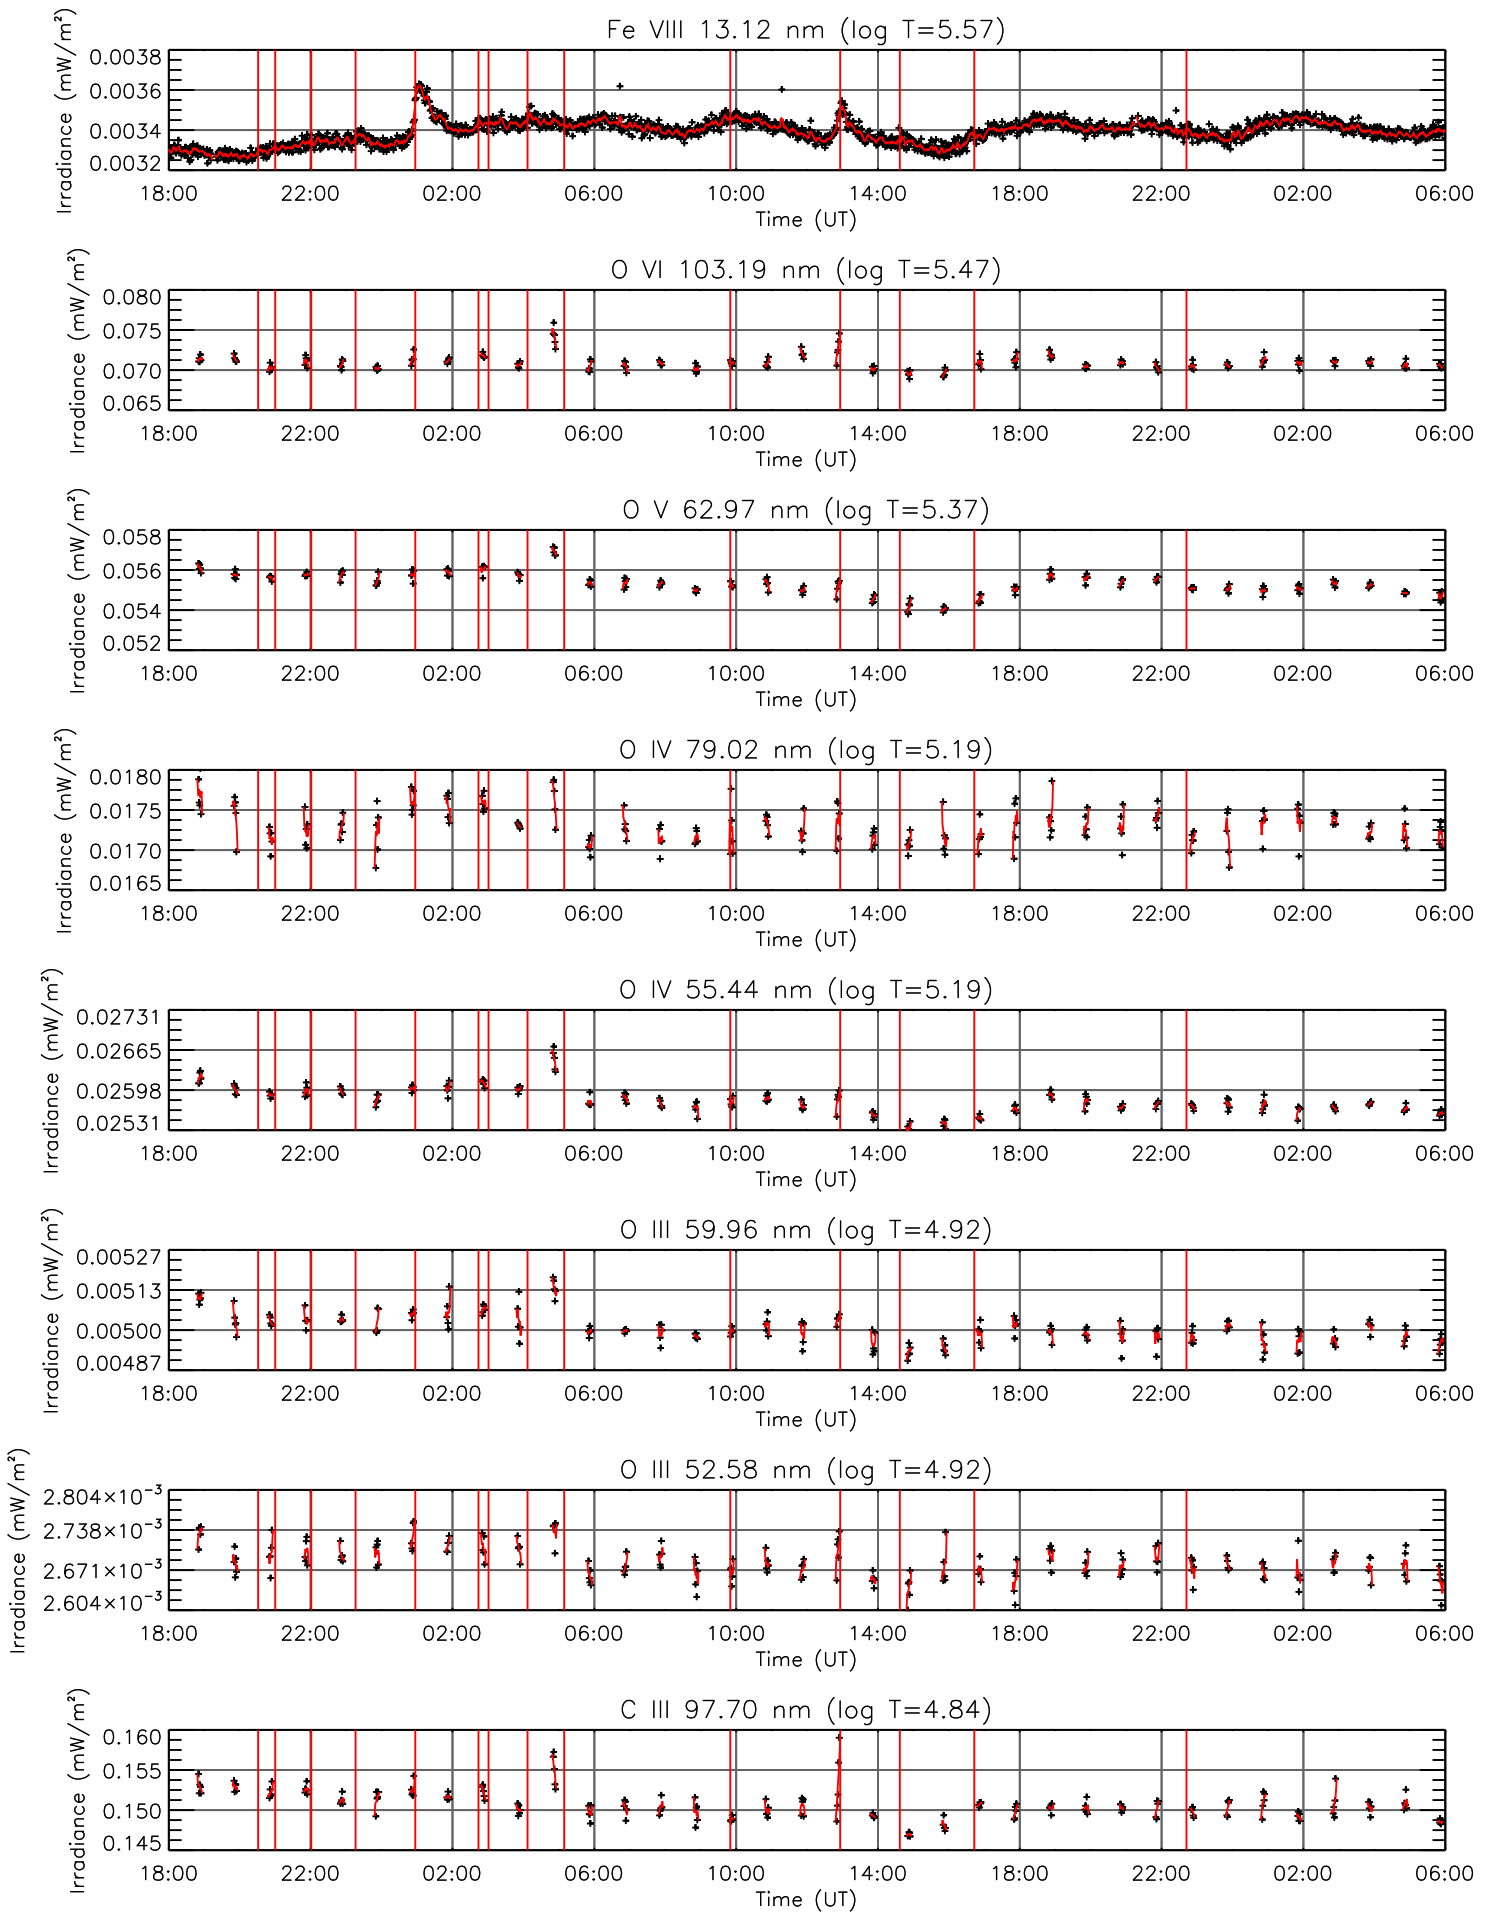 Fe VIII 13.12 nm (log T=5.57)
Irradiance (mW/m²)
0.0038
0.0036
0.0034
0.0032
18:00 22:00 02:00 06:00 10:00 14:00 18:00 22:00 02:00 06:00
Time (UT)
O VI 103.19 nm (log T=5.47)
Irradiance (mW/m²)
0.080
0.075
0.070
0.065
18:00 22:00 02:00 06:00 10:00 14:00 18:00 22:00 02:00 06:00
Time (UT)
O V 62.97 nm (log T=5.37)
Irradiance (mW/m²)
0.058
0.056
0.054
0.052
18:00 22:00 02:00 06:00 10:00 14:00 18:00 22:00 02:00 06:00
Time (UT)
O IV 79.02 nm (log T=5.19)
Irradiance (mW/m²)
0.0180
0.0175
0.0170
0.0165
18:00 22:00 02:00 06:00 10:00 14:00 18:00 22:00 02:00 06:00
Time (UT)
O IV 55.44 nm (log T=5.19)
Irradiance (mW/m²)
0.02731
0.02665
0.02598
0.02531
18:00 22:00 02:00 06:00 10:00 14:00 18:00 22:00 02:00 06:00
Time (UT)
O III 59.96 nm (log T=4.92)
Irradiance (mW/m²)
0.00527
0.00513
0.00500
0.00487
18:00 22:00 02:00 06:00 10:00 14:00 18:00 22:00 02:00 06:00
Time (UT)
O III 52.58 nm (log T=4.92)
Irradiance (mW/m²)
2.804×10⁻³
2.738×10⁻³
2.671×10⁻³
2.604×10⁻³
18:00 22:00 02:00 06:00 10:00 14:00 18:00 22:00 02:00 06:00
Time (UT)
C III 97.70 nm (log T=4.84)
Irradiance (mW/m²)
0.160
0.155
0.150
0.145
18:00 22:00 02:00 06:00 10:00 14:00 18:00 22:00 02:00 06:00
Time (UT)